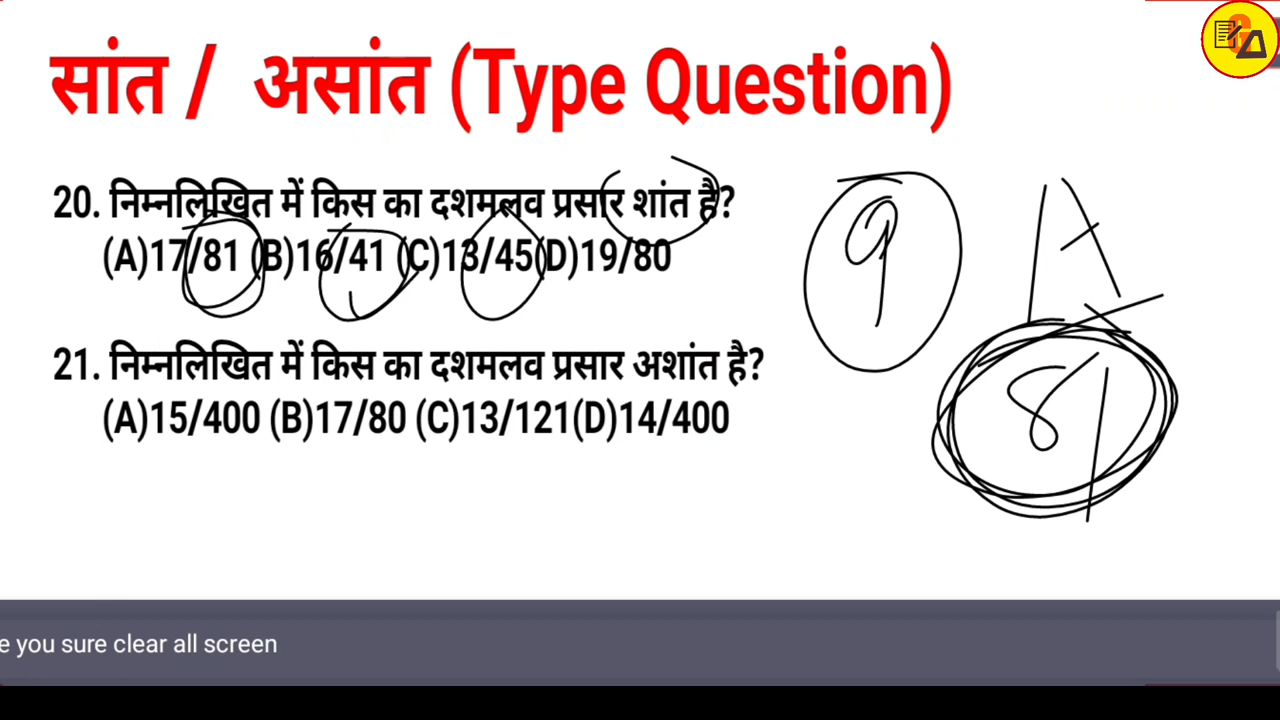 सांत / असांत (Type Question)
20. निम्नलिखित में किस का दशमलव प्रसार शांत है?
(A)17/81 (B)16/41 (C)13/45(D)19/80
9
A
81
21. निम्नलिखित में किस का दशमलव प्रसार अशांत है?
(A)15/400 (B)17/80 (C)13/121(D)14/400
e you sure clear all screen